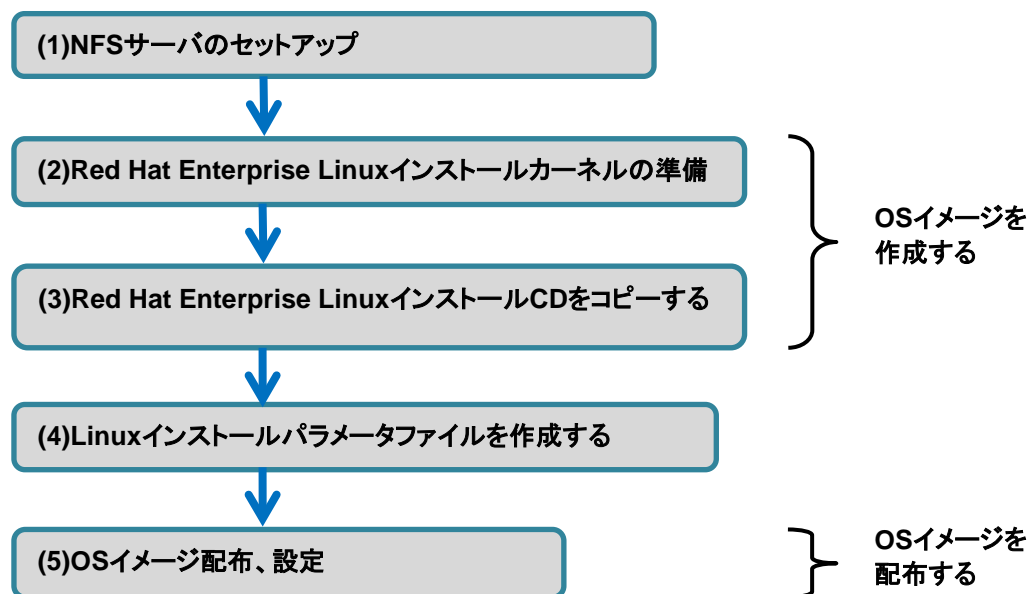 (1)NFSサーバのセットアップ
(2)Red Hat Enterprise Linuxインストールカーネルの準備
OSイメージを
作成する
(3)Red Hat Enterprise LinuxインストールCDをコピーする
(4)Linuxインストールパラメータファイルを作成する
(5)OSイメージ配布、設定
OSイメージを
配布する